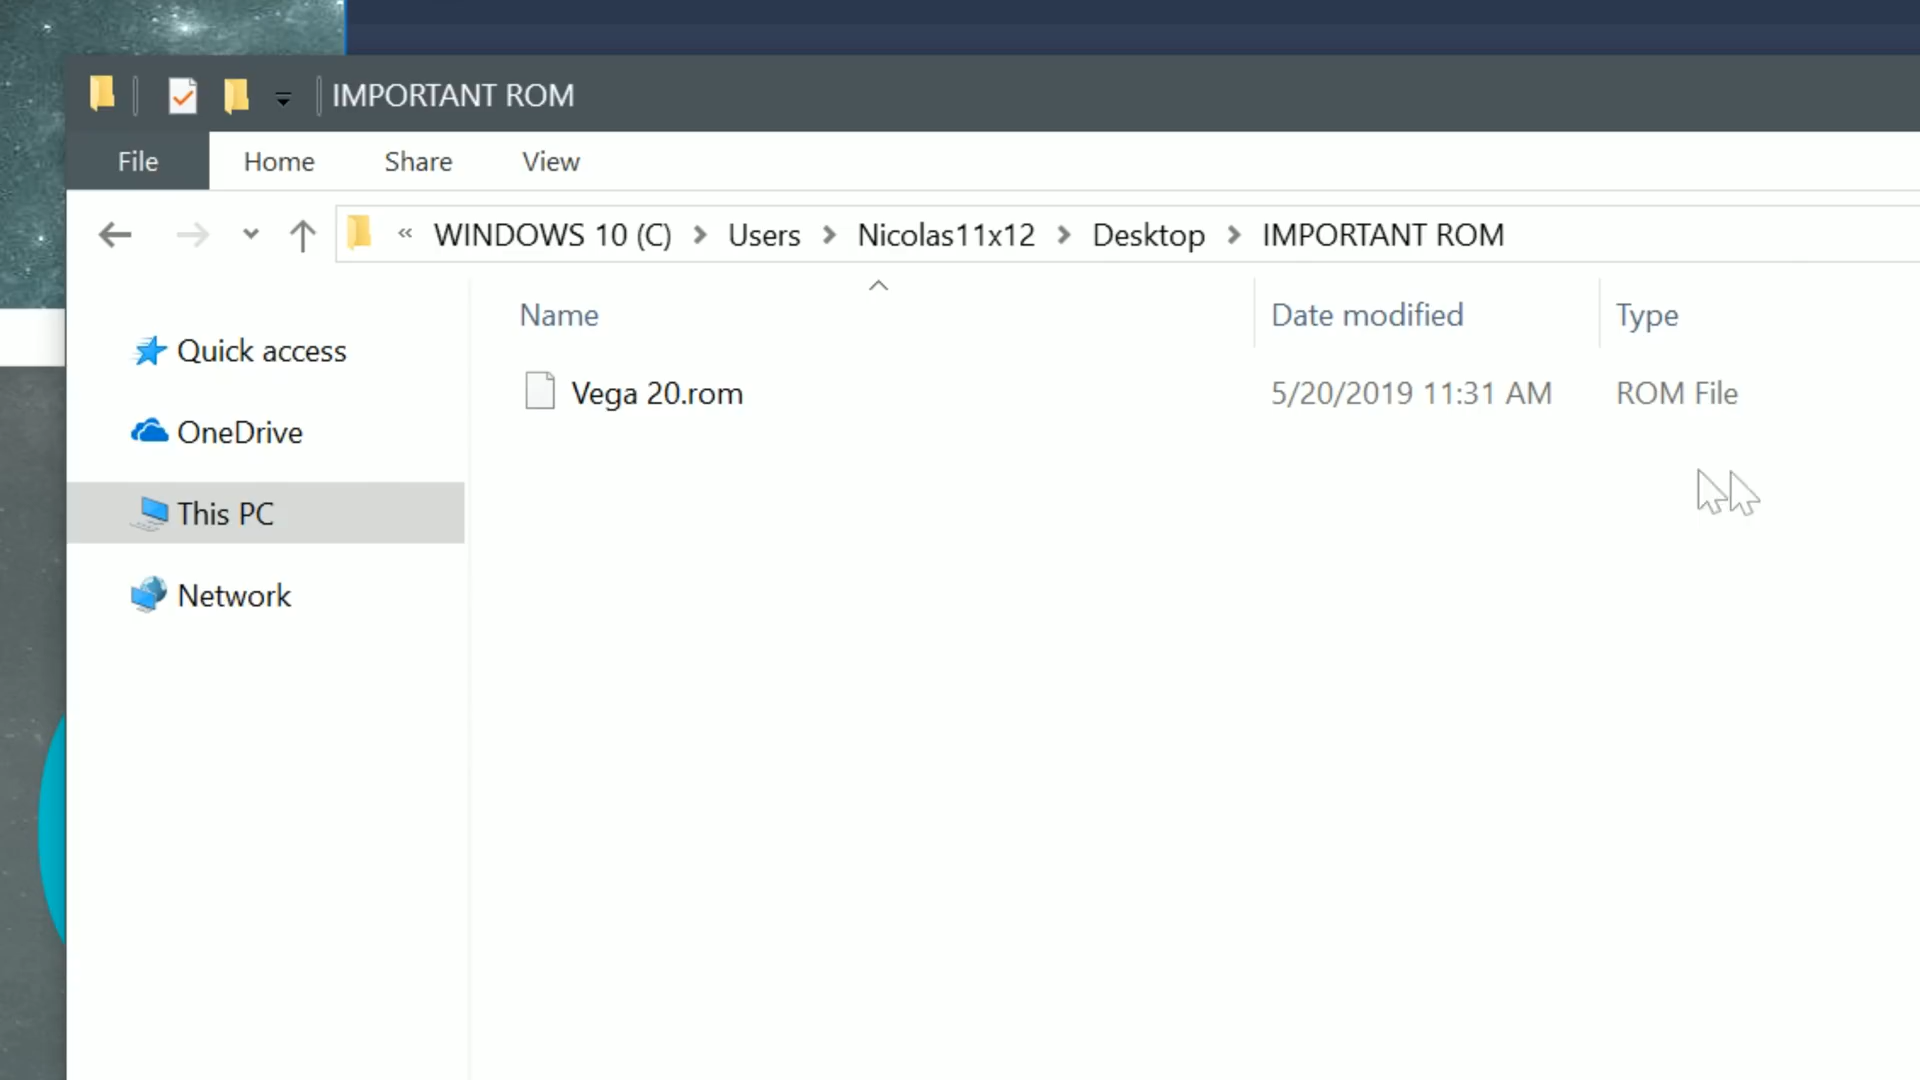 IMPORTANT ROM
File Home Share View
« WINDOWS 10 (C) > Users > Nicolas11x12 > Desktop > IMPORTANT ROM
Name Date modified Type
Quick access
Vega 20.rom 5/20/2019 11:31 AM ROM File
OneDrive
This PC
Network